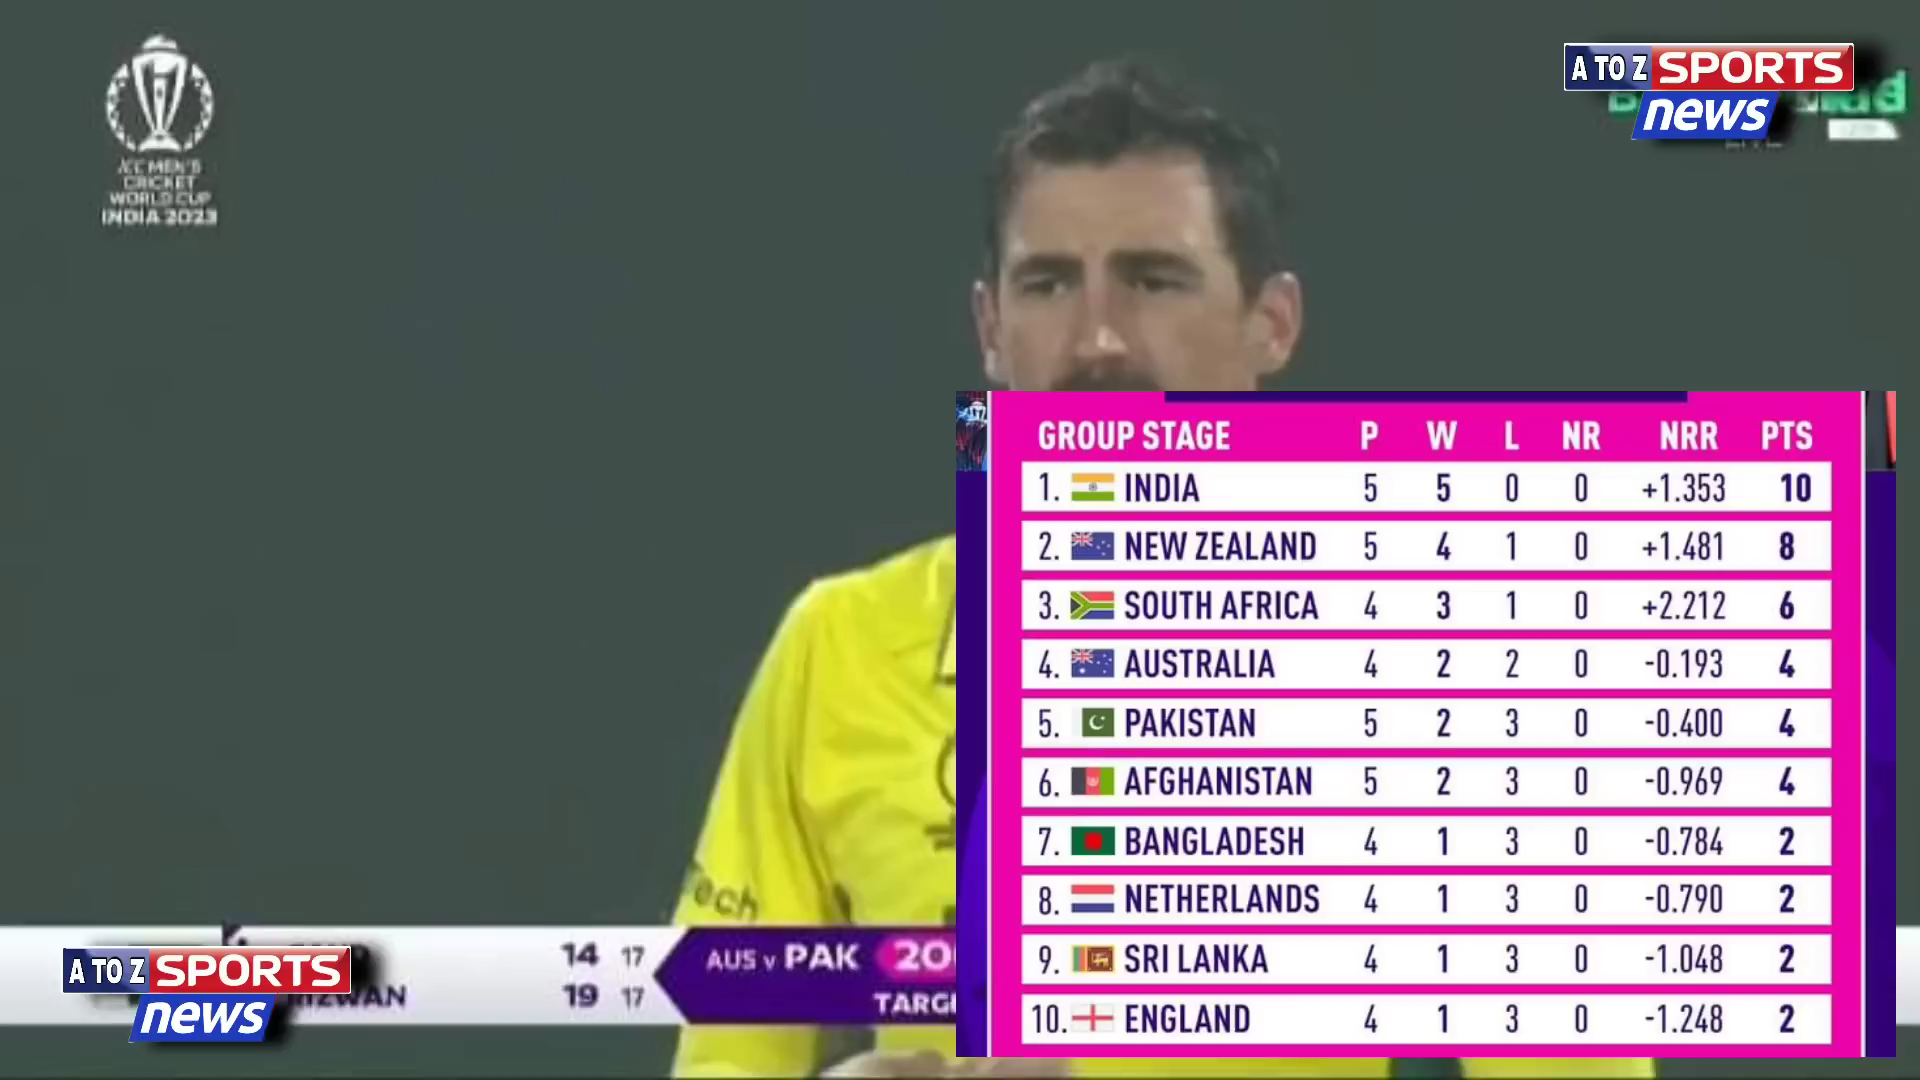 ICC MEN'S
CRICKET
WORLD CUP
INDIA 2023
A TO Z SPORTS
news
GROUP STAGE P W L NR NRR PTS
1. INDIA 5 5 0 0 +1.353 10
2. NEW ZEALAND 5 4 1 0 +1.481 8
3. SOUTH AFRICA 4 3 1 0 +2.212 6
4. AUSTRALIA 4 2 2 0 -0.193 4
5. PAKISTAN 5 2 3 0 -0.400 4
6. AFGHANISTAN 5 2 3 0 -0.969 4
7. BANGLADESH 4 1 3 0 -0.784 2
8. NETHERLANDS 4 1 3 0 -0.790 2
9. SRI LANKA 4 1 3 0 -1.048 2
10. ENGLAND 4 1 3 0 -1.248 2
14 17
RIZWAN 19 17
AUS v PAK 20
A TO Z SPORTS
news